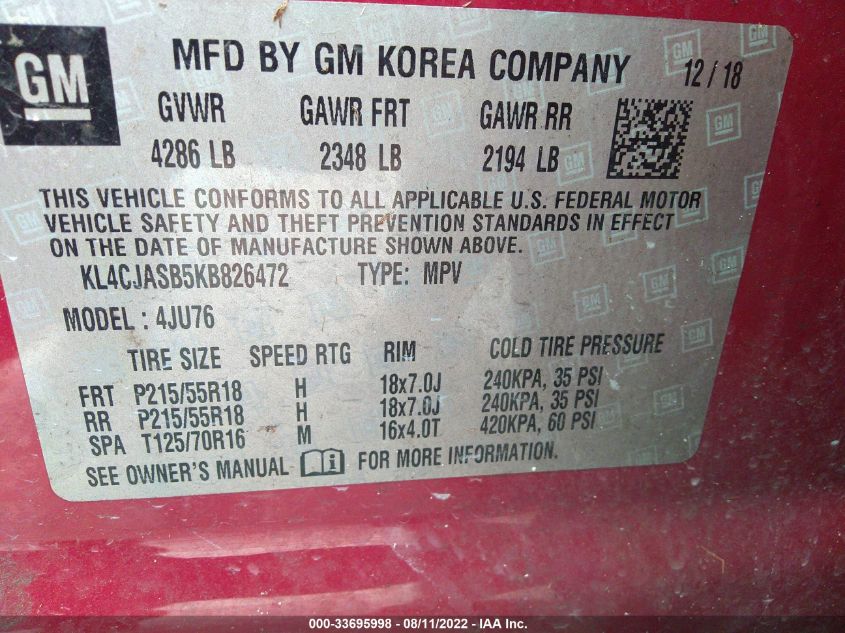 GM
MFD BY GM KOREA COMPANY 12/18
GVWR GAWR FRT GAWR RR
4286 LB 2348 LB 2194 LB
THIS VEHICLE CONFORMS TO ALL APPLICABLE U.S. FEDERAL MOTOR
VEHICLE SAFETY AND THEFT PREVENTION STANDARDS IN EFFECT
ON THE DATE OF MANUFACTURE SHOWN ABOVE.
KL4CJASB5KB826472 TYPE: MPV
MODEL : 4JU76
TIRE SIZE SPEED RTG RIM COLD TIRE PRESSURE
FRT P215/55R18 H 18x7.0J 240KPA, 35 PSI
RR P215/55R18 H 18x7.0J 240KPA, 35 PSI
SPA T125/70R16 M 16x4.0T 420KPA, 60 PSI
SEE OWNER'S MANUAL FOR MORE INFORMATION.
000-33695998 - 08/11/2022 - IAA Inc.